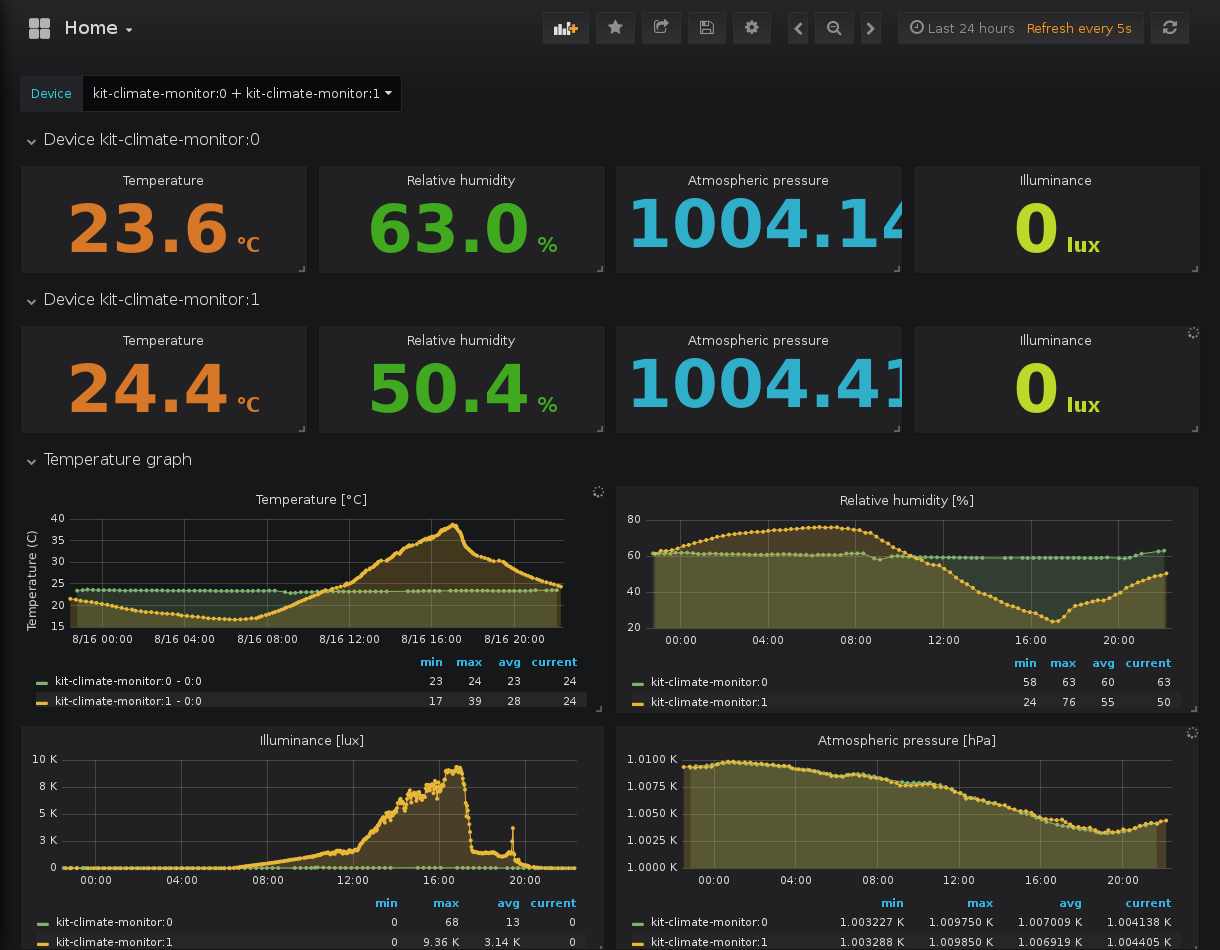 Home
Last 24 hours Refresh every 5s
Device kit-climate-monitor:0 + kit-climate-monitor:1
Device kit-climate-monitor:0
Temperature Relative humidity Atmospheric pressure Illuminance
23.6 °C 63.0 % 1004.14 0 lux
Device kit-climate-monitor:1
Temperature Relative humidity Atmospheric pressure Illuminance
24.4 °C 50.4 % 1004.41 0 lux
Temperature graph
Temperature [°C]
Temperature (C)
40
35
30
25
20
15
8/16 00:00 8/16 04:00 8/16 08:00 8/16 12:00 8/16 16:00 8/16 20:00
min max avg current
kit-climate-monitor:0 - 0:0 23 24 23 24
kit-climate-monitor:1 - 0:0 17 39 28 24
Relative humidity [%]
80
60
40
20
00:00 04:00 08:00 12:00 16:00 20:00
min max avg current
kit-climate-monitor:0 58 63 60 63
kit-climate-monitor:1 24 76 55 50
Illuminance [lux]
10 K
8 K
5 K
3 K
0
00:00 04:00 08:00 12:00 16:00 20:00
min max avg current
kit-climate-monitor:0 0 68 13 0
kit-climate-monitor:1 0 9.36 K 3.14 K 0
Atmospheric pressure [hPa]
1.0100 K
1.0075 K
1.0050 K
1.0025 K
1.0000 K
00:00 04:00 08:00 12:00 16:00 20:00
min max avg current
kit-climate-monitor:0 1.003227 K 1.009750 K 1.007009 K 1.004138 K
kit-climate-monitor:1 1.003288 K 1.009850 K 1.006919 K 1.004405 K